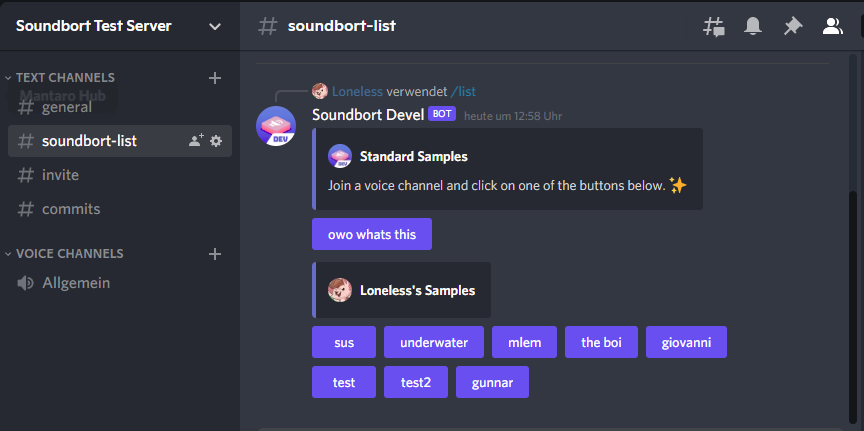 Soundbort Test Server
soundbort-list
TEXT CHANNELS
Mantaro Hub
general
soundbort-list
invite
commits
VOICE CHANNELS
Allgemein
Loneless verwendet /list
Soundbort Devel BOT heute um 12:58 Uhr
DEV
DEV
Standard Samples
Join a voice channel and click on one of the buttons below. ✨
owo whats this
Loneless's Samples
sus underwater mlem the boi giovanni
test test2 gunnar